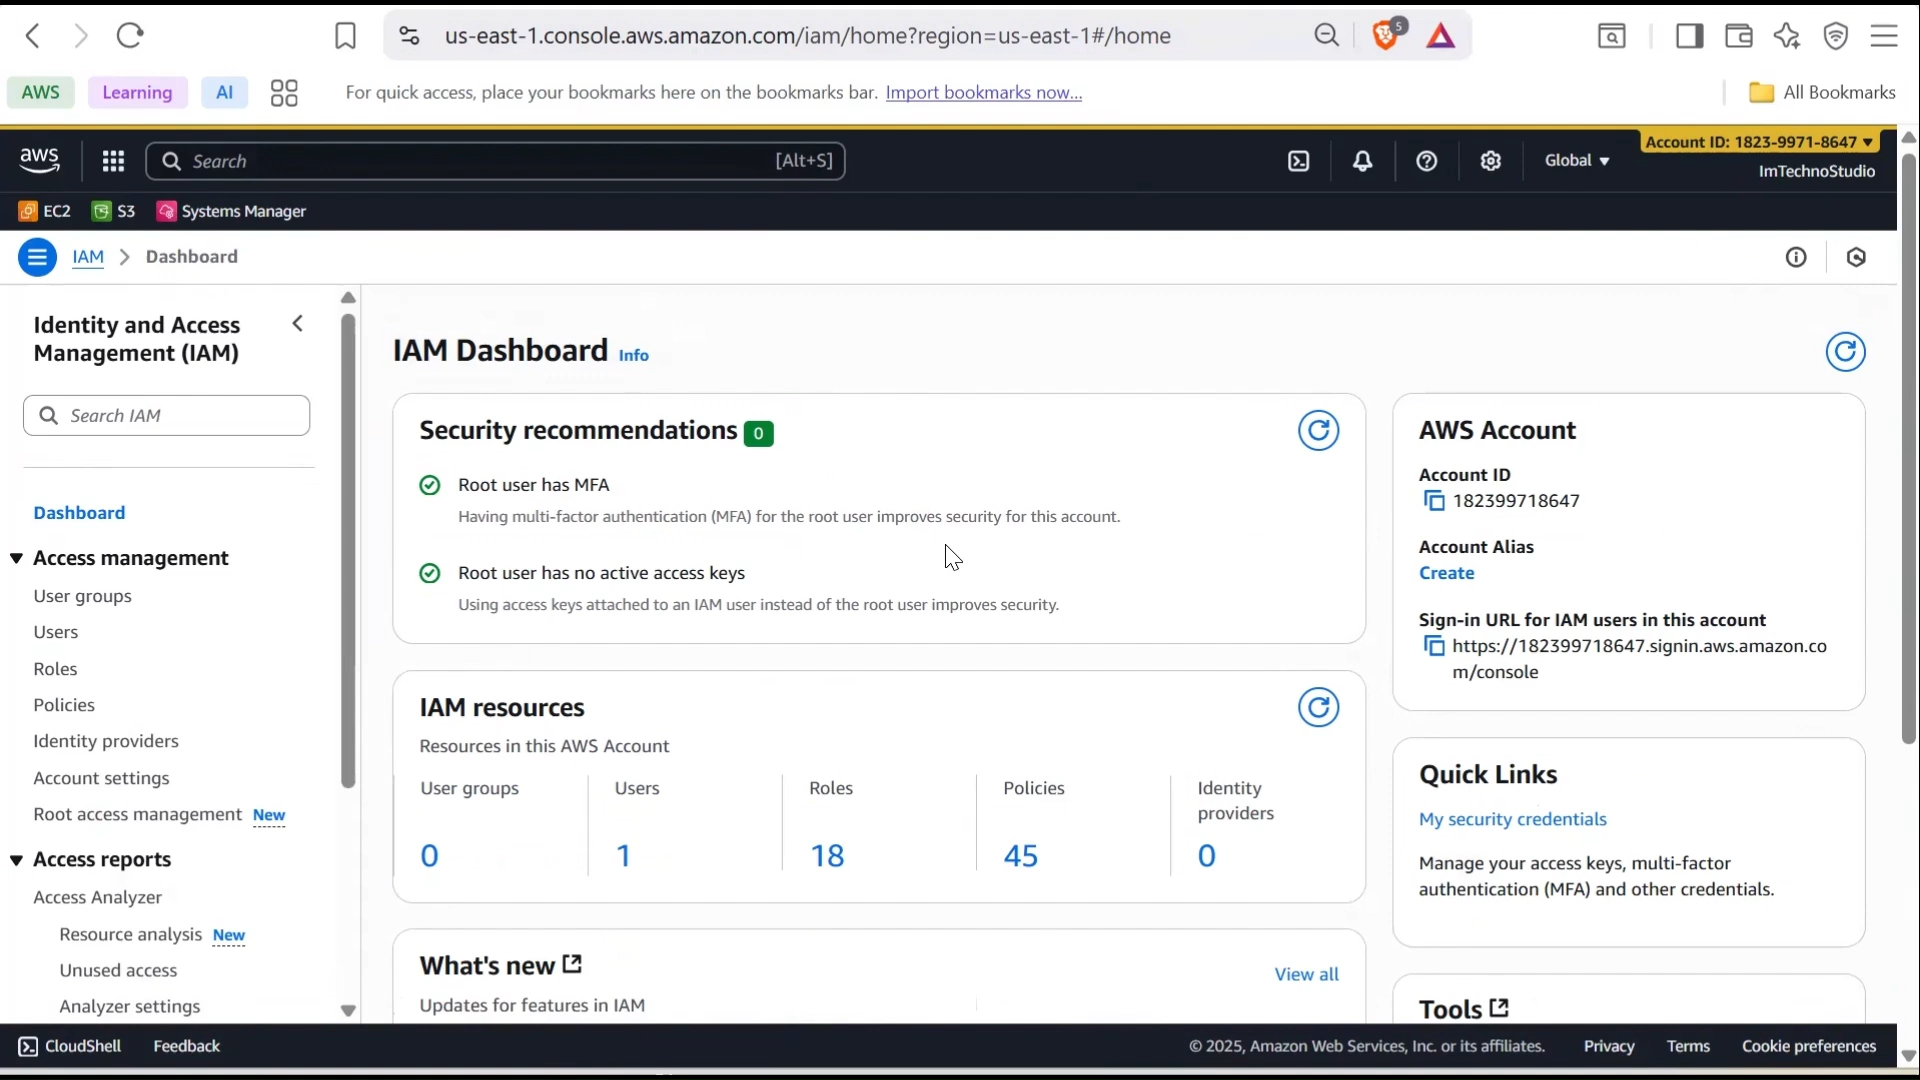 us-east-1.console.aws.amazon.com/iam/home?region=us-east-1#/home
5
AWS
Learning
AI
For quick access, place your bookmarks here on the bookmarks bar. Import bookmarks now...
All Bookmarks
aws
Search
[Alt+S]
Global
Account ID: 1823-9971-8647
ImTechnoStudio
EC2
S3
Systems Manager
IAM
Dashboard
Identity and Access
Management (IAM)
Search IAM
Dashboard
Access management
User groups
Users
Roles
Policies
Identity providers
Account settings
Root access management New
Access reports
Access Analyzer
Resource analysis New
Unused access
Analyzer settings
IAM Dashboard Info
Security recommendations 0
Root user has MFA
Having multi-factor authentication (MFA) for the root user improves security for this account.
Root user has no active access keys
Using access keys attached to an IAM user instead of the root user improves security.
IAM resources
Resources in this AWS Account
User groups
0
Users
1
Roles
18
Policies
45
Identity
providers
0
What's new
View all
Updates for features in IAM
AWS Account
Account ID
182399718647
Account Alias
Create
Sign-in URL for IAM users in this account
https://182399718647.signin.aws.amazon.co
m/console
Quick Links
My security credentials
Manage your access keys, multi-factor
authentication (MFA) and other credentials.
Tools
CloudShell
Feedback
© 2025, Amazon Web Services, Inc. or its affiliates.
Privacy
Terms
Cookie preferences